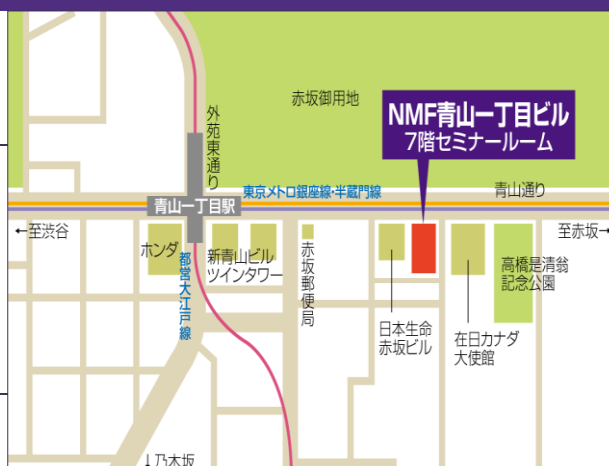 赤坂御用地
NMF青山一丁目ビル
7階セミナールーム
外苑東通り
東京メトロ銀座線・半蔵門線
青山通り
青山一丁目駅
←至渋谷
至赤坂→
ホンダ
新青山ビル
ツインタワー
赤坂郵便局
高橋是清翁
記念公園
都営大江戸線
日本生命
赤坂ビル
在日カナダ
大使館
↓乃木坂